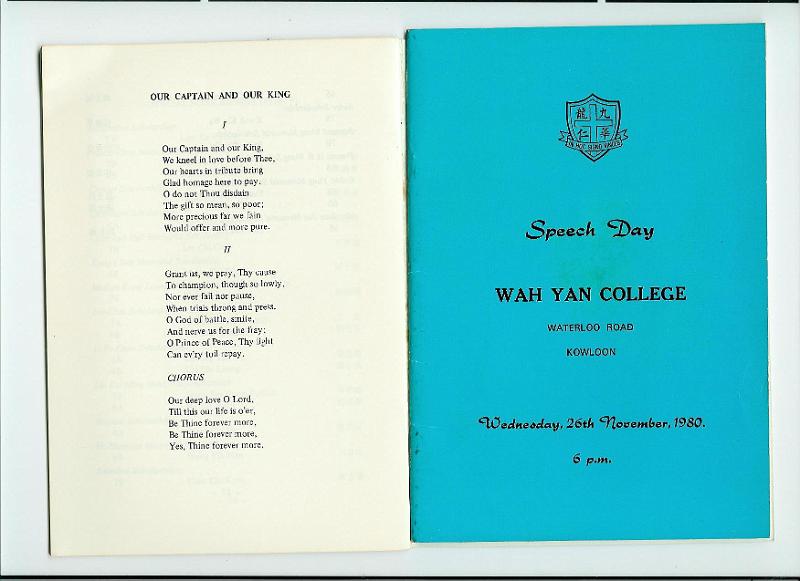 OUR CAPTAIN AND OUR KING
I
Our Captain and our King,
We kneel in love before Thee,
Our hearts in tribute bring
Glad homage here to pay.
O do not Thou disdain
The gift so mean, so poor;
More precious far we fain
Would offer and more pure.
II
Grant us, we pray, Thy cause
To champion, though so lowly,
Nor ever fail nor pause,
When trials throng and press.
O God of battle, smile,
And nerve us for the fray;
O Prince of Peace, Thy light
Can ev'ry toil repay.
CHORUS
Our deep love O Lord,
Till this our life is o'er,
Be Thine forever more,
Be Thine forever more,
Yes, Thine forever more.
龍 九
仁 華
IN HOC SIGNO VINCES
Speech Day
WAH YAN COLLEGE
WATERLOO ROAD
KOWLOON
Wednesday, 26th November, 1980.
6 p.m.